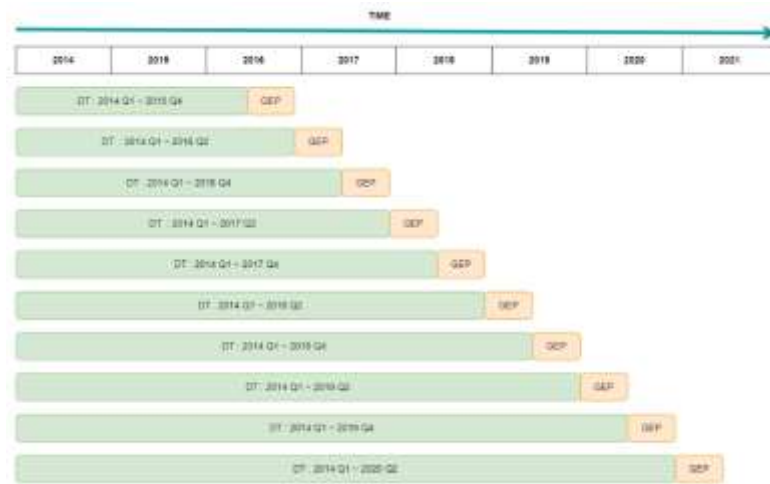 TIME
2014 2015 2016 2017 2018 2019 2020 2021
DT : 2014 Q1 - 2015 Q4 GEP
DT : 2014 Q1 - 2016 Q2 GEP
DT : 2014 Q1 - 2016 Q4 GEP
DT : 2014 Q1 - 2017 Q2 GEP
DT : 2014 Q1 - 2017 Q4 GEP
DT : 2014 Q1 - 2018 Q2 GEP
DT : 2014 Q1 - 2018 Q4 GEP
DT : 2014 Q1 - 2019 Q2 GEP
DT : 2014 Q1 - 2019 Q4 GEP
DT : 2014 Q1 - 2020 Q2 GEP